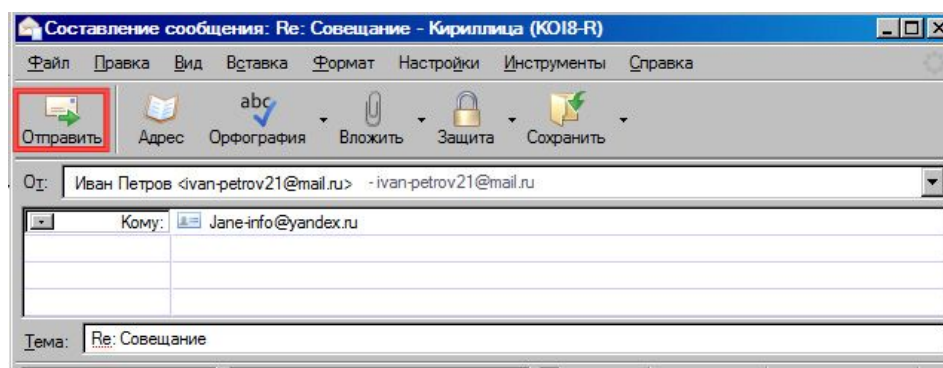 Составление сообщения: Re: Совещание - Кириллица (KOI8-R)
Файл Правка Вид Вставка Формат Настройки Инструменты Справка
abc
Отправить Адрес Орфография Вложить Защита Сохранить
От: Иван Петров <ivan-petrov21@mail.ru> - ivan-petrov21@mail.ru
Кому: Jane-info@yandex.ru
Тема: Re: Совещание